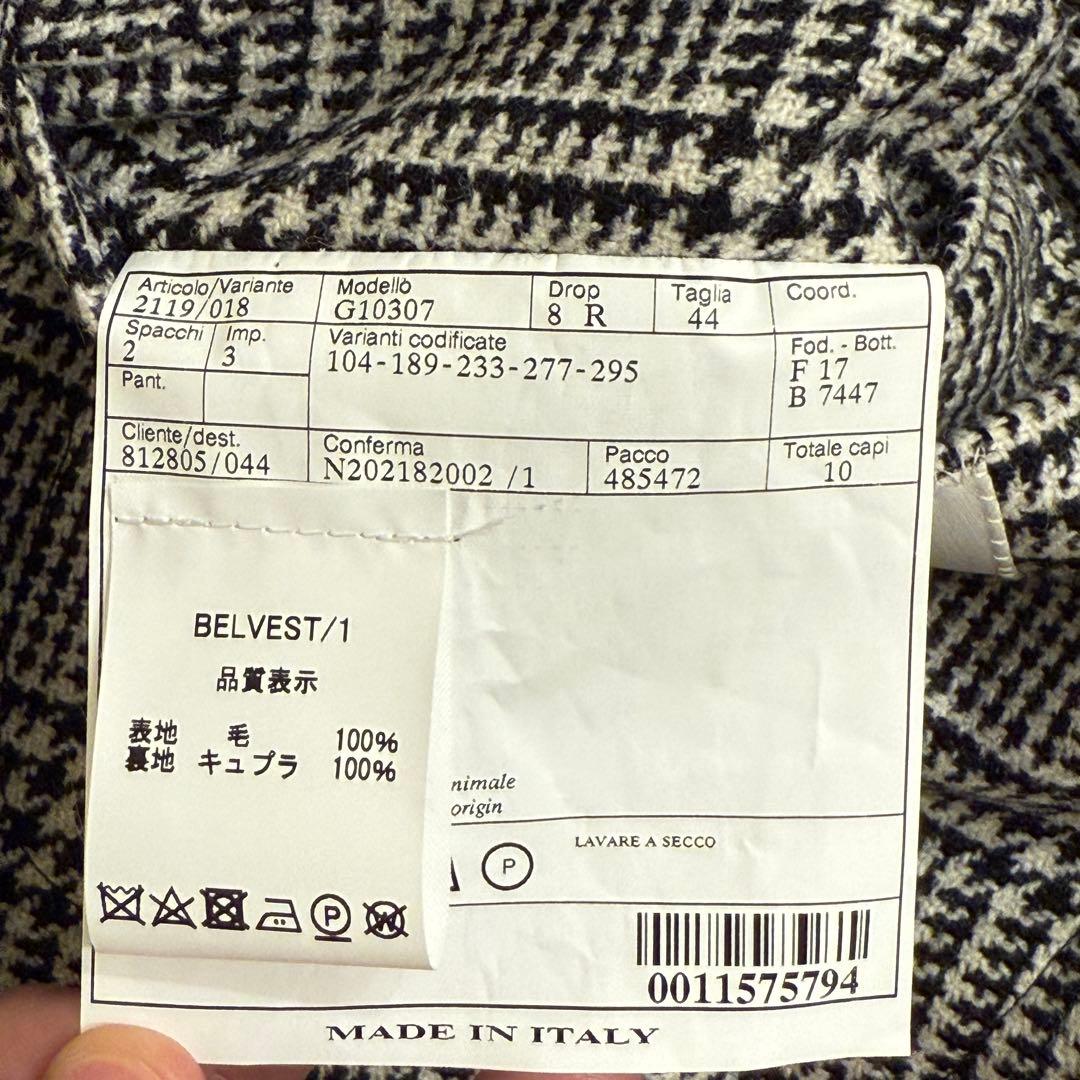 Articolo/Variante Modello Drop Taglia Coord.
2119/018 G10307 8 R 44
Spacchi Imp. Varianti codificate Fod. - Bott.
2 3 104-189-233-277-295 F 17
Pant. B 7447
Cliente/dest. Conferma Pacco Totale capi
812805/044 N202182002 /1 485472 10
BELVEST/1
品質表示
表地 毛 100%
裏地 キュプラ 100%
nimale
origin
LAVARE A SECCO
P
P
W
0011575794
MADE IN ITALY